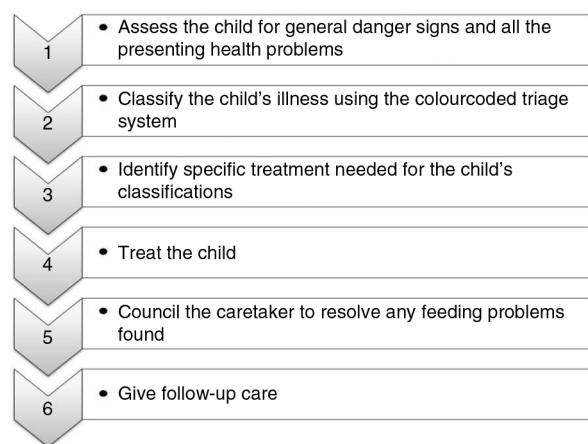 1
• Assess the child for general danger signs and all the
presenting health problems
2
• Classify the child's illness using the colourcoded triage
system
3
• Identify specific treatment needed for the child's
classifications
4
• Treat the child
5
• Council the caretaker to resolve any feeding problems
found
6
• Give follow-up care